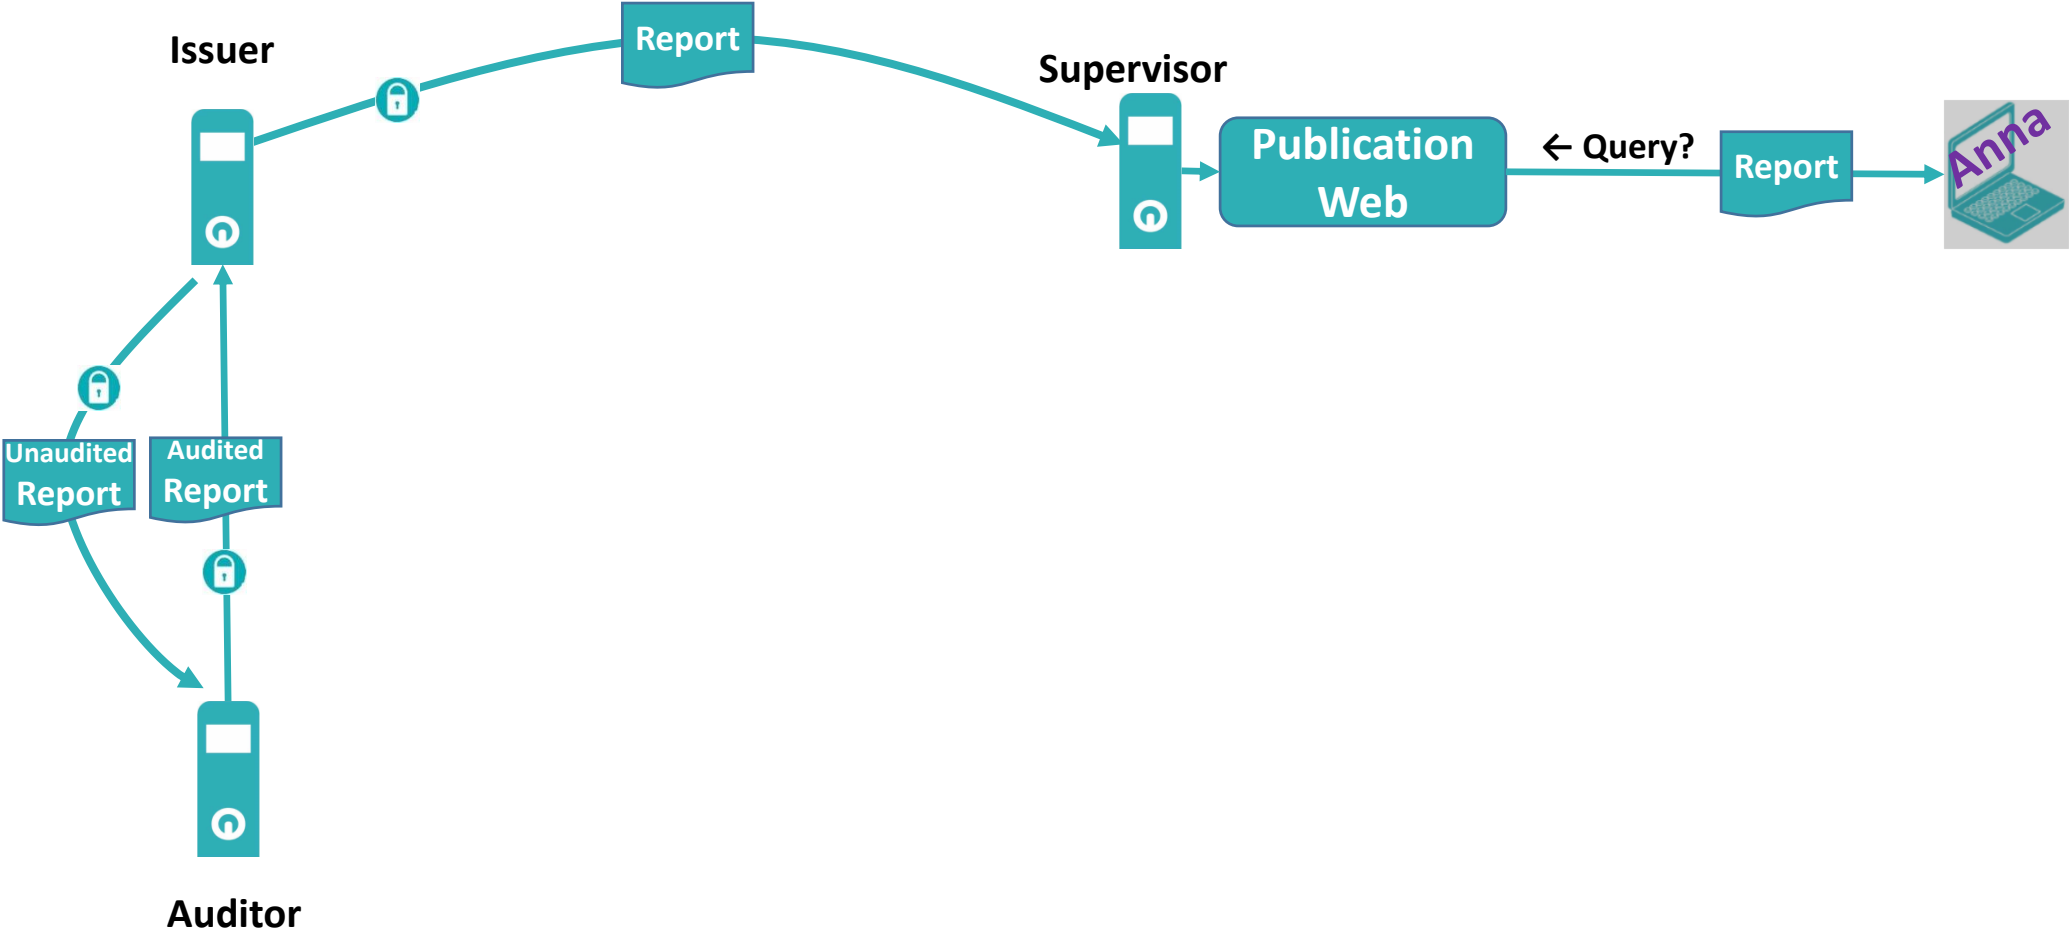 Issuer
Report
Supervisor
Publication
Web
← Query?
Report
Anna
Unaudited
Report
Audited
Report
Auditor